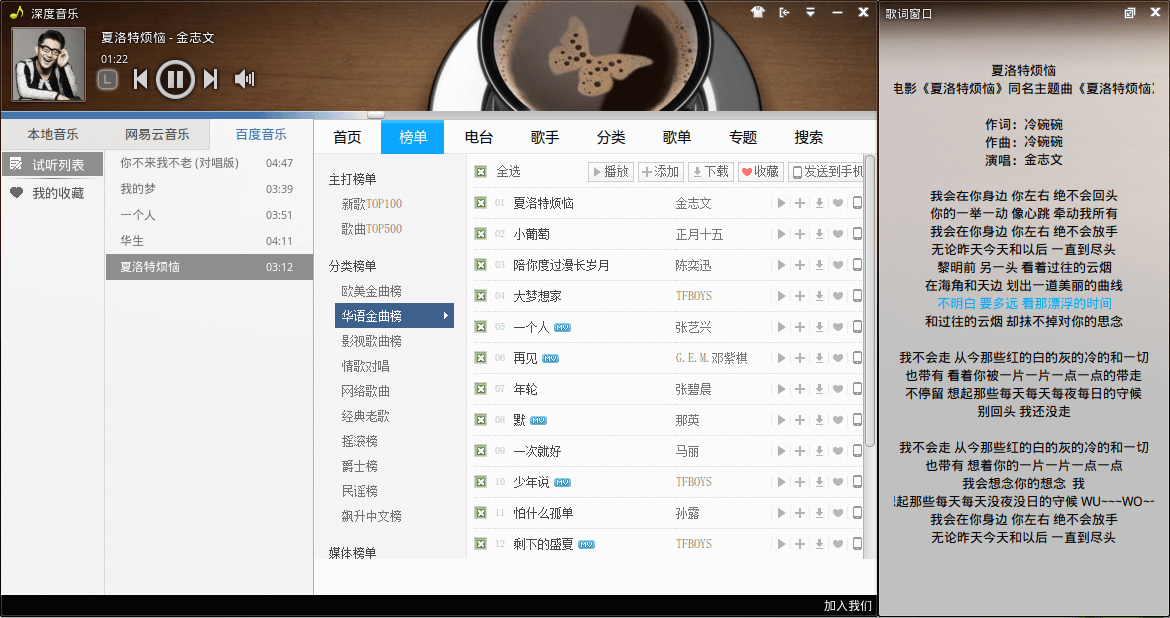 深度音乐
夏洛特烦恼 - 金志文
01:22
L
本地音乐 网易云音乐 百度音乐
试听列表
我的收藏
你不来我不老 (对唱版) 04:47
我的梦 03:39
一个人 03:51
华生 04:11
夏洛特烦恼 03:12
首页 榜单 电台 歌手 分类 歌单 专题 搜索
主打榜单
新歌TOP100
歌曲TOP500
分类榜单
欧美金曲榜
华语金曲榜
影视歌曲榜
情歌对唱
网络歌曲
经典老歌
摇滚榜
爵士榜
民谣榜
飙升中文榜
媒体榜单
全选 播放 添加 下载 收藏 发送到手机
01 夏洛特烦恼 金志文
02 小葡萄 正月十五
03 陪你度过漫长岁月 陈奕迅
04 大梦想家 TFBOYS
05 一个人 MV 张艺兴
06 再见 MV G.E.M.邓紫棋
07 年轮 张碧晨
08 默 MV 那英
09 一次就好 马丽
10 少年说 MV TFBOYS
11 怕什么孤单 孙露
12 剩下的盛夏 MV TFBOYS
加入我们
歌词窗口
夏洛特烦恼
电影《夏洛特烦恼》同名主题曲《夏洛特烦恼》
作词：冷碗碗
作曲：冷碗碗
演唱：金志文
我会在你身边 你左右 绝不会回头
你的一举一动 像心跳 牵动我所有
我会在你身边 你左右 绝不会放手
无论昨天今天和以后 一直到尽头
黎明前 另一头 看着过往的云烟
在海角和天边 划出一道美丽的曲线
不明白 要多远 看那漂浮的时间
和过往的云烟 却抹不掉对你的思念
我不会走 从今那些红的白的灰的冷的和一切
也带有 看着你被一片一片一点一点的带走
不停留 想起那些每天每天每夜每日的守候
别回头 我还没走
我不会走 从今那些红的白的灰的冷的和一切
也带有 想着你的一片一片一点一点
我会想念你的想念 我
起那些每天每天没夜没日的守候 WU~~~WO~~
我会在你身边 你左右 绝不会放手
无论昨天今天和以后 一直到尽头